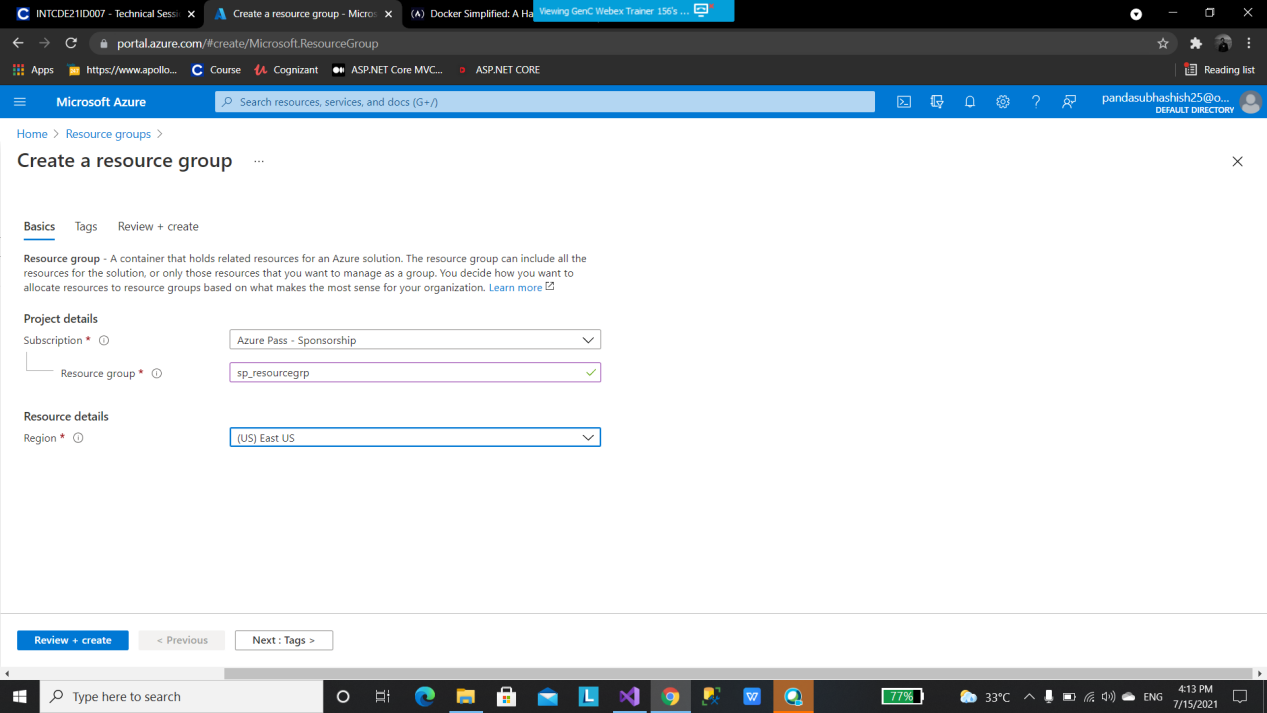 INTCDE21ID007 - Technical Sessi
Create a resource group - Micros
Docker Simplified: A Ha
Viewing GenC Webex Trainer 156's ...
portal.azure.com/#create/Microsoft.ResourceGroup
Apps
https://www.apollo...
Course
Cognizant
ASP.NET Core MVC...
ASP.NET CORE
Reading list
Microsoft Azure
Search resources, services, and docs (G+/)
pandasubhashish25@o...
DEFAULT DIRECTORY
Home > Resource groups >
Create a resource group ...
Basics Tags Review + create
Resource group - A container that holds related resources for an Azure solution. The resource group can include all the
resources for the solution, or only those resources that you want to manage as a group. You decide how you want to
allocate resources to resource groups based on what makes the most sense for your organization. Learn more
Project details
Subscription *
Azure Pass - Sponsorship
Resource group *
sp_resourcegrp
Resource details
Region *
(US) East US
Review + create
< Previous
Next : Tags >
Type here to search
77%
33°C
ENG
4:13 PM
7/15/2021